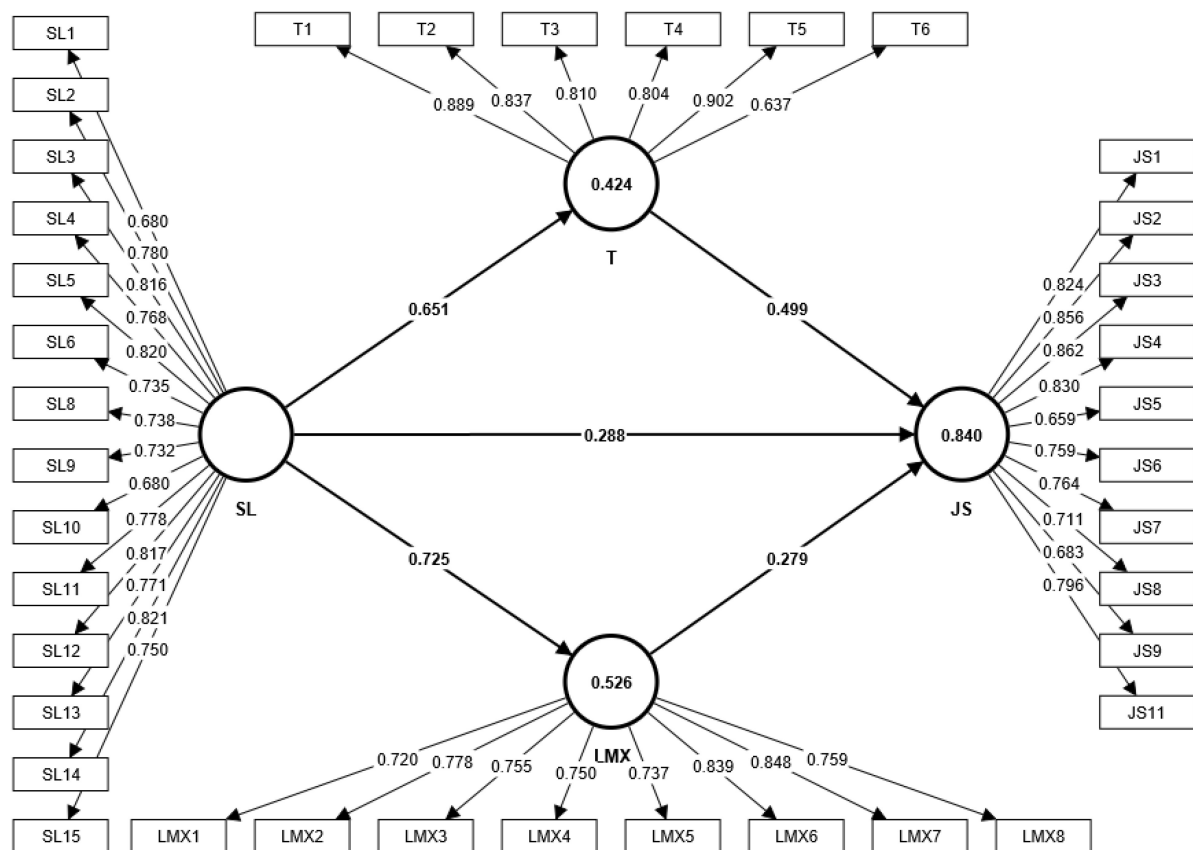 SL1
SL2
SL3
SL4
SL5
SL6
SL8
SL9
SL10
SL11
SL12
SL13
SL14
SL15
0.680
0.780
0.816
0.768
0.820
0.735
0.738
0.732
0.680
0.778
0.817
0.771
0.821
0.750
SL
T1 T2 T3 T4 T5 T6
0.889 0.837 0.810 0.804 0.902 0.637
0.424
T
0.651
0.499
0.288
0.725
0.279
0.526
LMX
0.720 0.778 0.755 0.750 0.737 0.839 0.848 0.759
LMX1 LMX2 LMX3 LMX4 LMX5 LMX6 LMX7 LMX8
0.840
JS
0.824
0.856
0.862
0.830
0.659
0.759
0.764
0.711
0.683
0.796
JS1
JS2
JS3
JS4
JS5
JS6
JS7
JS8
JS9
JS11